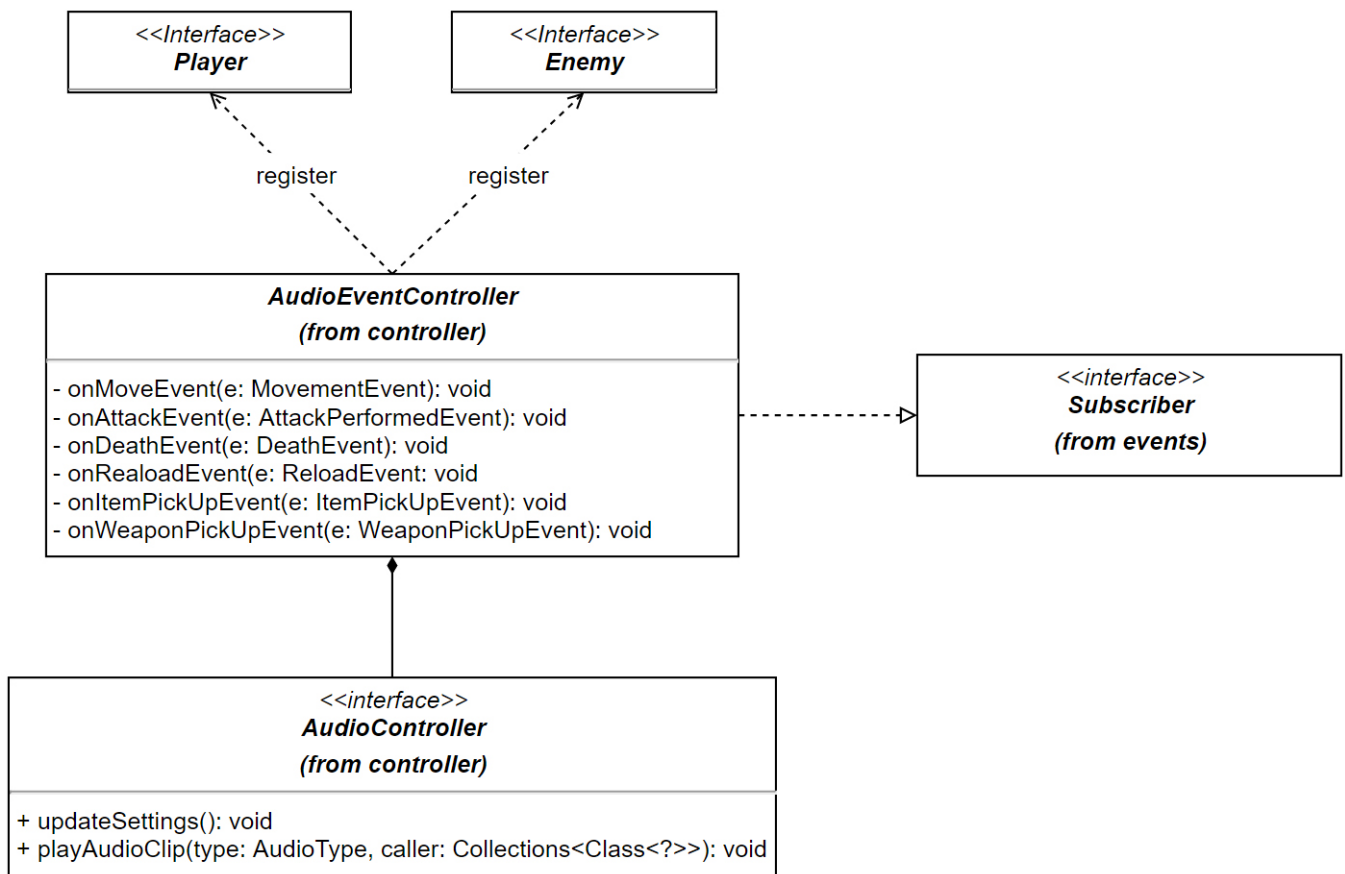 <<Interface>>
Player
<<Interface>>
Enemy
register
register
AudioEventController
(from controller)
- onMoveEvent(e: MovementEvent): void
- onAttackEvent(e: AttackPerformedEvent): void
- onDeathEvent(e: DeathEvent): void
- onRealoadEvent(e: ReloadEvent: void
- onItemPickUpEvent(e: ItemPickUpEvent): void
- onWeaponPickUpEvent(e: WeaponPickUpEvent): void
<<interface>>
Subscriber
(from events)
<<interface>>
AudioController
(from controller)
+ updateSettings(): void
+ playAudioClip(type: AudioType, caller: Collections<Class<?>>): void